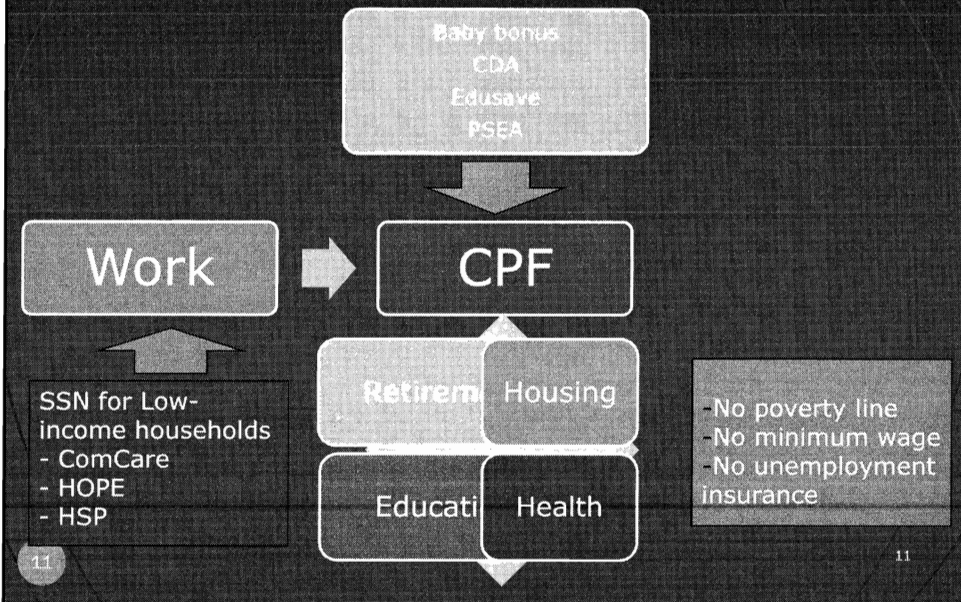 Baby bonus
CDA
Edusave
PSEA
Work
CPF
SSN for Low-
income households
- ComCare
- HOPE
- HSP
Retirem
Housing
Educati
Health
-No poverty line
-No minimum wage
-No unemployment
insurance
11
11